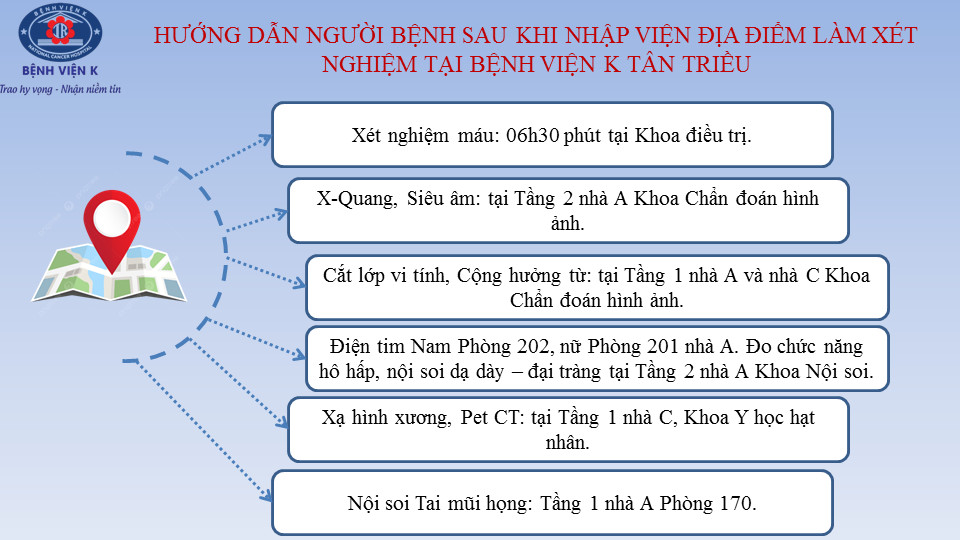 BỆNH VIỆN K
NATIONAL CANCER HOSPITAL
BỆNH VIỆN K
Trao hy vọng - Nhận niềm tin
HƯỚNG DẪN NGƯỜI BỆNH SAU KHI NHẬP VIỆN ĐỊA ĐIỂM LÀM XÉT
NGHIỆM TẠI BỆNH VIỆN K TÂN TRIỀU
Xét nghiệm máu: 06h30 phút tại Khoa điều trị.
X-Quang, Siêu âm: tại Tầng 2 nhà A Khoa Chẩn đoán hình
ảnh.
Cắt lớp vi tính, Cộng hưởng từ: tại Tầng 1 nhà A và nhà C Khoa
Chẩn đoán hình ảnh.
Điện tim Nam Phòng 202, nữ Phòng 201 nhà A. Đo chức năng
hô hấp, nội soi dạ dày – đại tràng tại Tầng 2 nhà A Khoa Nội soi.
Xạ hình xương, Pet CT: tại Tầng 1 nhà C, Khoa Y học hạt
nhân.
Nội soi Tai mũi họng: Tầng 1 nhà A Phòng 170.